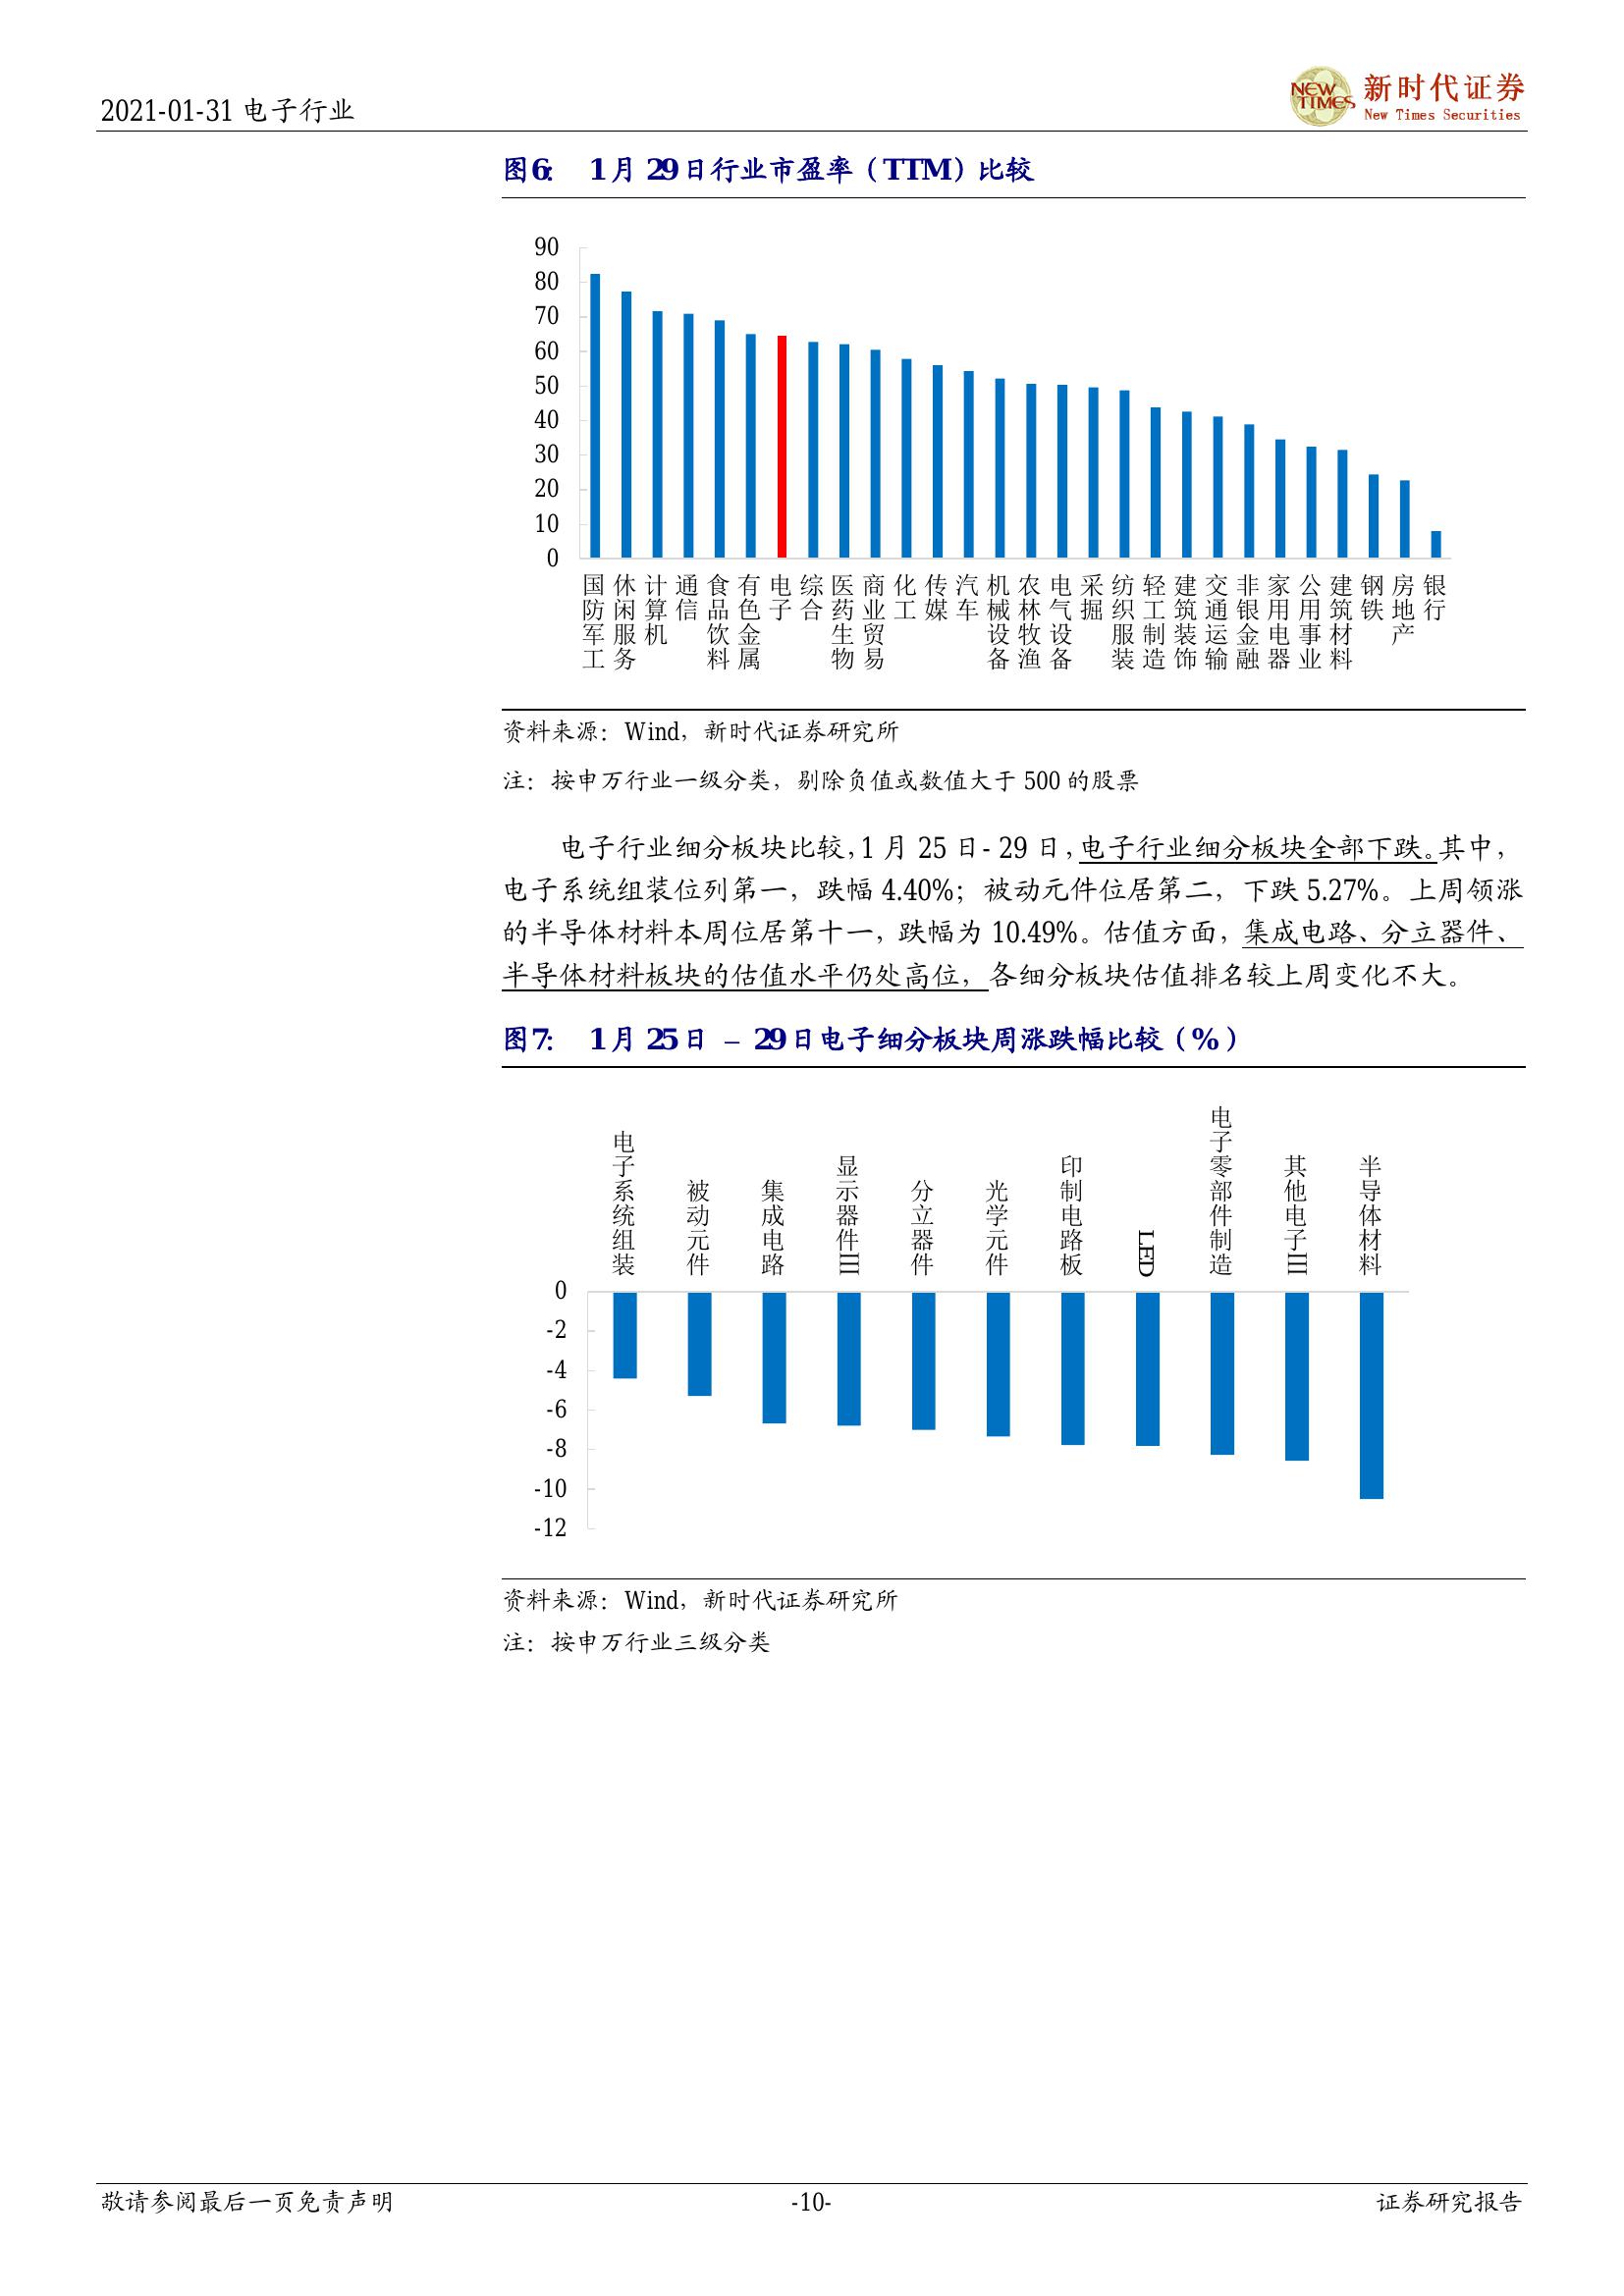 2021-01-31 电子行业
NEW TIMES 新时代证券
New Times Securities
图6： 1月29日行业市盈率（TTM）比较
90
80
70
60
50
40
30
20
10
0
国防军工 休闲服务 计算机 通信 食品饮料 有色金属 电子 综合 医药生物 商业贸易 化工 传媒 汽车 机械设备 农林牧渔 电气设备 采掘 纺织服装 轻工制造 建筑装饰 交通运输 非银金融 家用电器 公用事业 建筑材料 钢铁 房地产 银行
资料来源：Wind，新时代证券研究所
注：按申万行业一级分类，剔除负值或数值大于 500 的股票
电子行业细分板块比较，1 月 25 日- 29 日，电子行业细分板块全部下跌。其中，
电子系统组装位列第一，跌幅 4.40%；被动元件位居第二，下跌 5.27%。上周领涨
的半导体材料本周位居第十一，跌幅为 10.49%。估值方面，集成电路、分立器件、
半导体材料板块的估值水平仍处高位，各细分板块估值排名较上周变化不大。
图7： 1月25日 – 29日电子细分板块周涨跌幅比较（%）
电子系统组装 被动元件 集成电路 显示器件III 分立器件 光学元件 印制电路板 LED 电子零部件制造 其他电子III 半导体材料
0
-2
-4
-6
-8
-10
-12
资料来源：Wind，新时代证券研究所
注：按申万行业三级分类
敬请参阅最后一页免责声明 -10- 证券研究报告